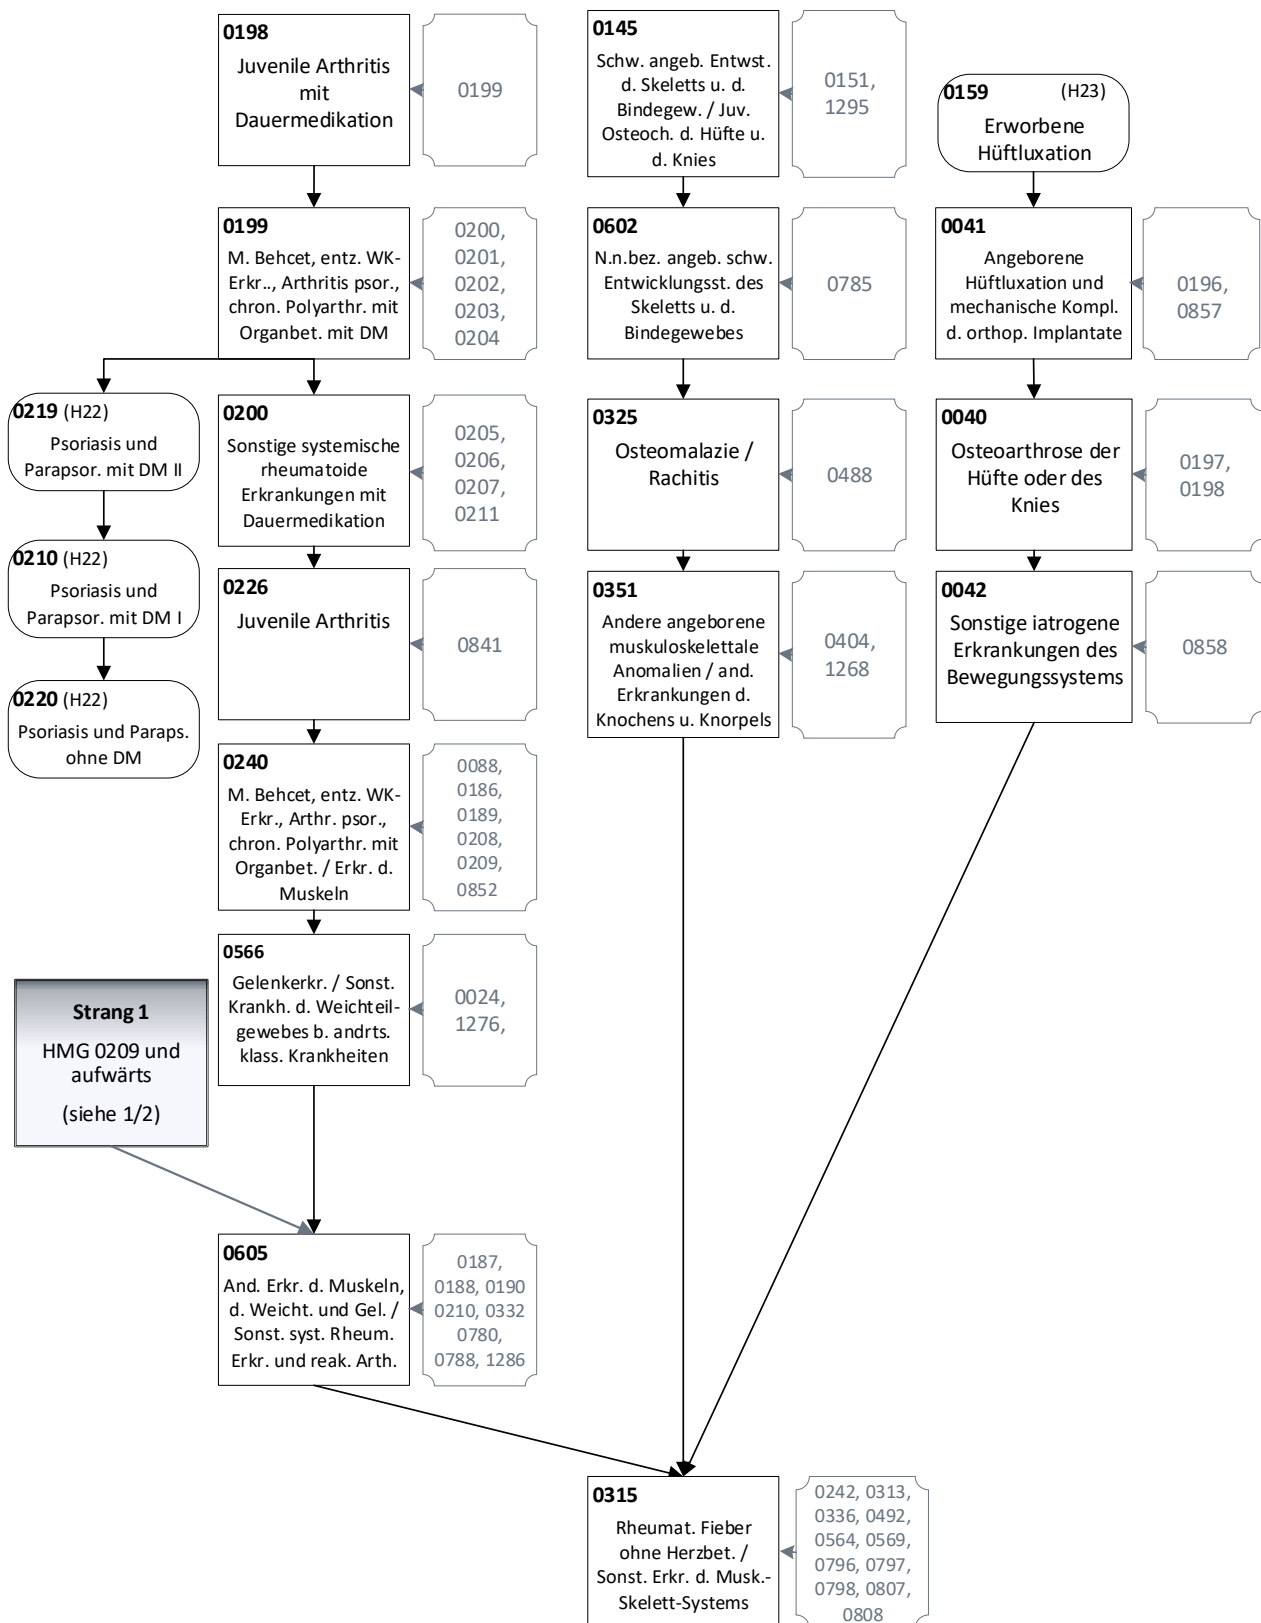 0198
Juvenile Arthritis
mit
Dauermedikation
0199
0145
Schw. angeb. Entwst.
d. Skeletts u. d.
Bindegew. / Juv.
Osteoch. d. Hüfte u.
d. Knies
0151,
1295
0159 (H23)
Erworbene
Hüftluxation
0199
M. Behcet, entz. WK-
Erkr.., Arthritis psor.,
chron. Polyarthr. mit
Organbet. mit DM
0200,
0201,
0202,
0203,
0204
0602
N.n.bez. angeb. schw.
Entwicklungsst. des
Skeletts u. d.
Bindegewebes
0785
0041
Angeborene
Hüftluxation und
mechanische Kompl.
d. orthop. Implantate
0196,
0857
0219 (H22)
Psoriasis und
Parapsor. mit DM II
0200
Sonstige systemische
rheumatoide
Erkrankungen mit
Dauermedikation
0205,
0206,
0207,
0211
0325
Osteomalazie /
Rachitis
0488
0040
Osteoarthrose der
Hüfte oder des
Knies
0197,
0198
0210 (H22)
Psoriasis und
Parapsor. mit DM I
0226
Juvenile Arthritis
0841
0351
Andere angeborene
muskuloskelettale
Anomalien / and.
Erkrankungen d.
Knochens u. Knorpels
0404,
1268
0042
Sonstige iatrogene
Erkrankungen des
Bewegungssystems
0858
0220 (H22)
Psoriasis und Paraps.
ohne DM
0240
M. Behcet, entz. WK-
Erkr., Arthr. psor.,
chron. Polyarthr. mit
Organbet. / Erkr. d.
Muskeln
0088,
0186,
0189,
0208,
0209,
0852
0566
Gelenkerkr. / Sonst.
Krankh. d. Weichteil-
gewebes b. andrts.
klass. Krankheiten
0024,
1276,
Strang 1
HMG 0209 und
aufwärts
(siehe 1/2)
0605
And. Erkr. d. Muskeln,
d. Weicht. und Gel. /
Sonst. syst. Rheum.
Erkr. und reak. Arth.
0187,
0188, 0190
0210, 0332
0780,
0788, 1286
0315
Rheumat. Fieber
ohne Herzbet. /
Sonst. Erkr. d. Musk.-
Skelett-Systems
0242, 0313,
0336, 0492,
0564, 0569,
0796, 0797,
0798, 0807,
0808